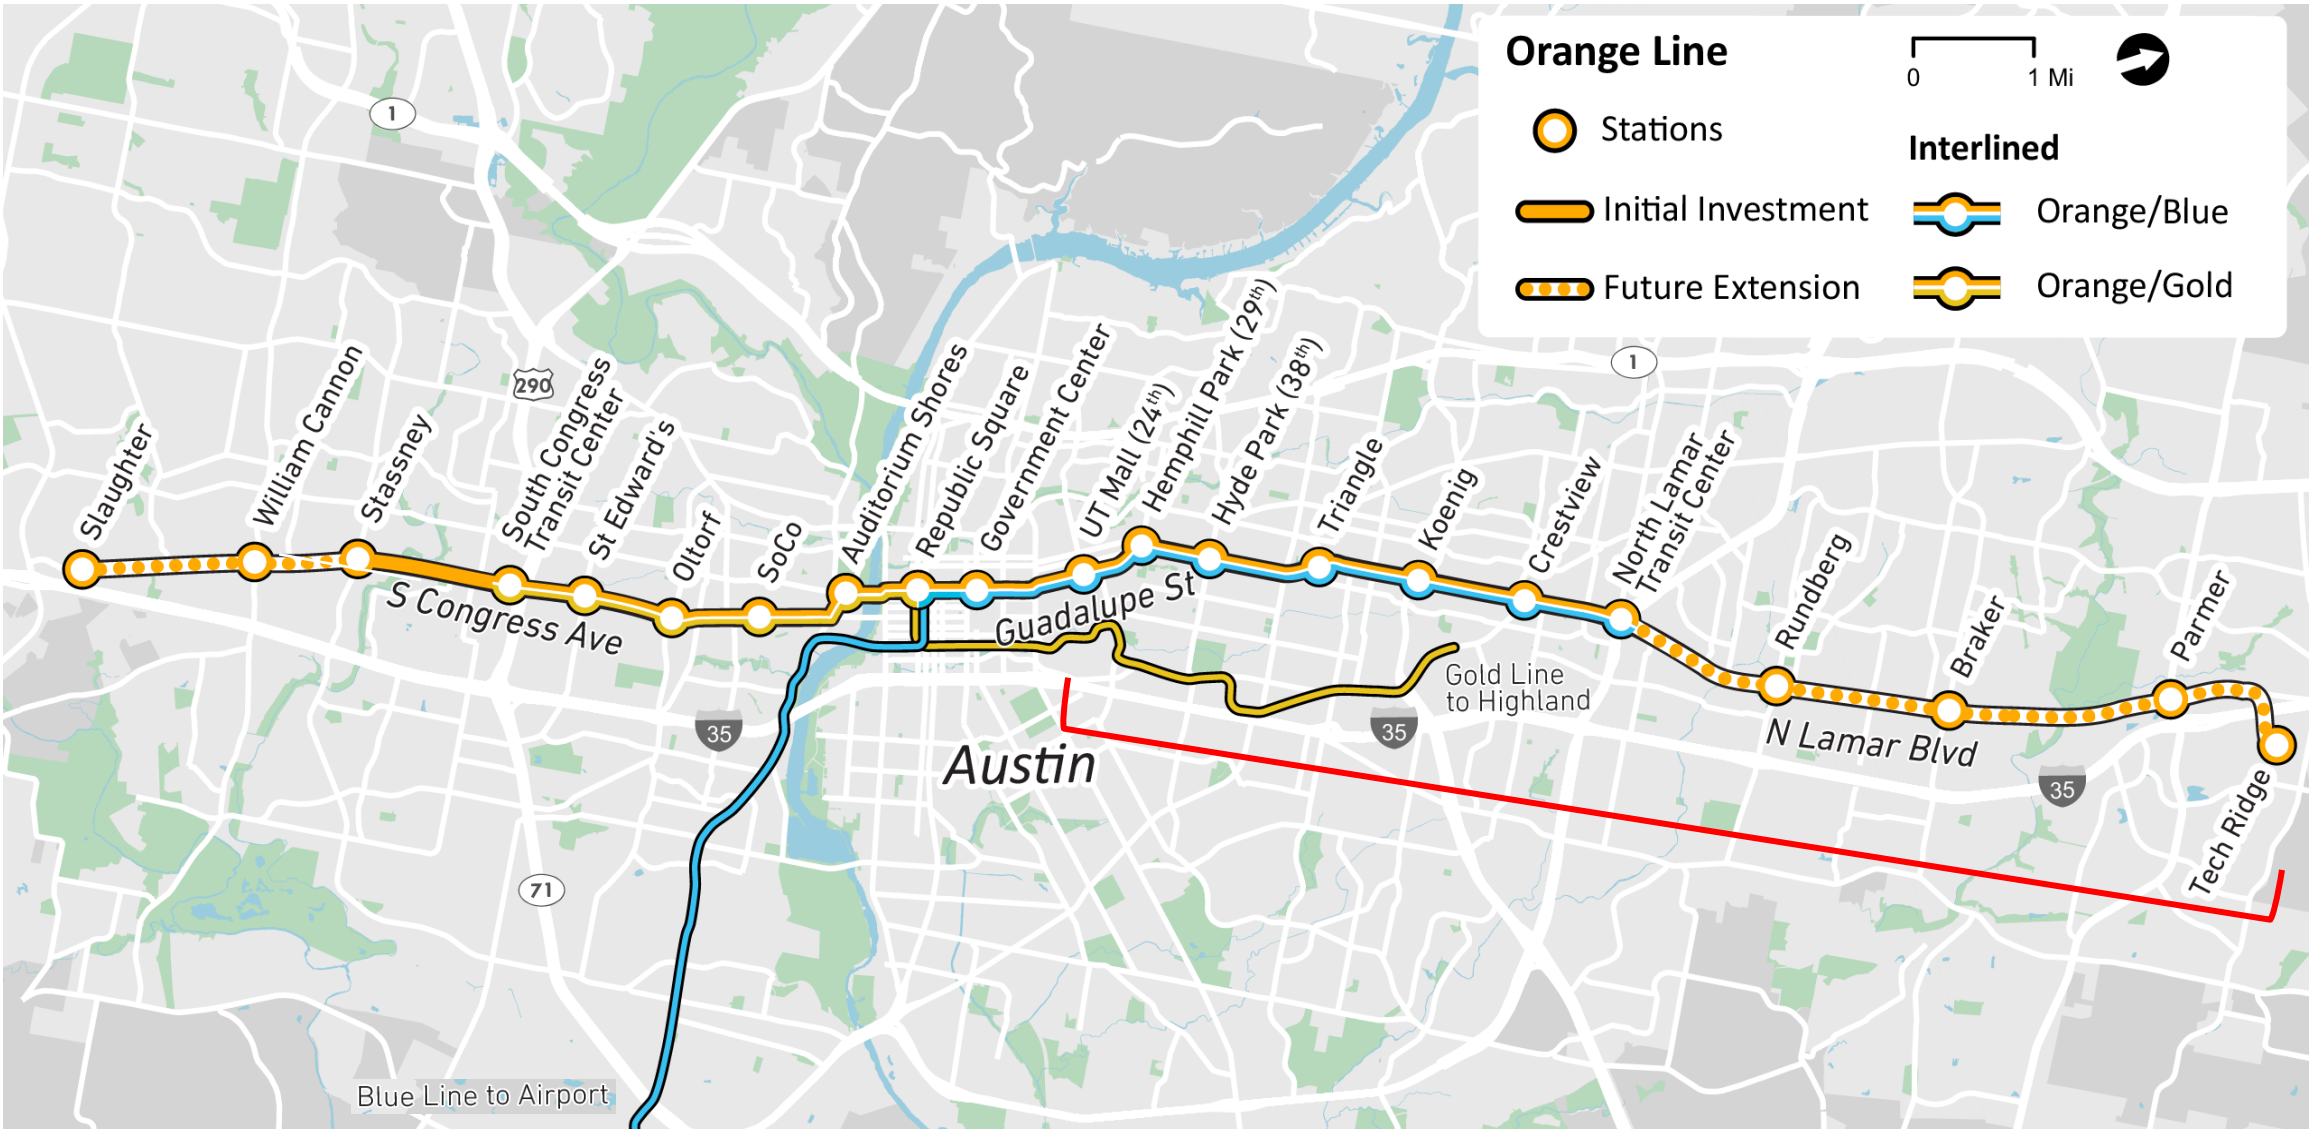 Orange Line
0 1 Mi
Stations
Interlined
Initial Investment
Orange/Blue
Future Extension
Orange/Gold
1
1
290
Slaughter
William Cannon
Stassney
South Congress
Transit Center
St Edward's
Oltorf
SoCo
Auditorium Shores
Republic Square
Government Center
UT Mall (24th)
Hemphill Park (29th)
Hyde Park (38th)
Triangle
Koenig
Crestview
North Lamar
Transit Center
Rundberg
Braker
Parmer
Tech Ridge
S Congress Ave
Guadalupe St
N Lamar Blvd
Gold Line
to Highland
35
35
35
Austin
71
Blue Line to Airport